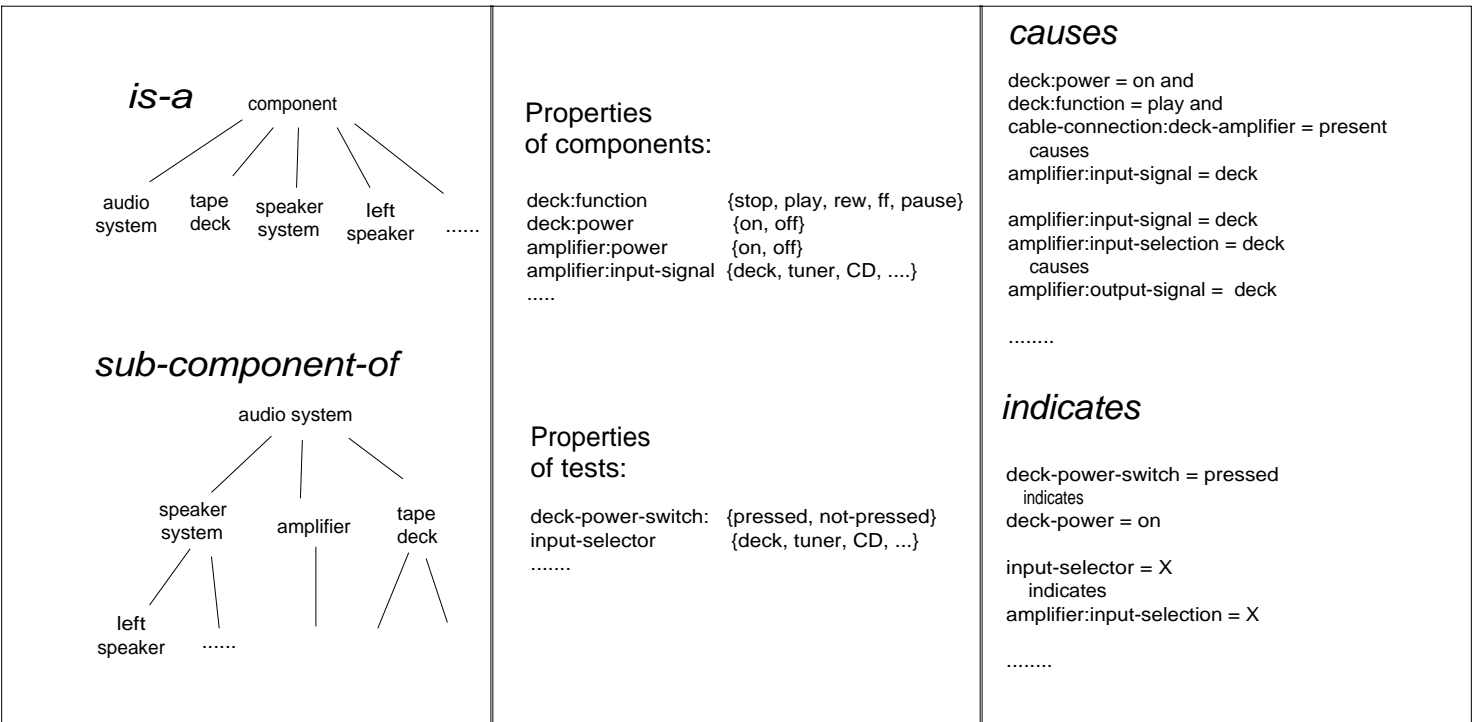 is-a
component
audio system
tape deck
speaker system
left speaker
......
sub-component-of
audio system
speaker system
amplifier
tape deck
left speaker
......
Properties
of components:
deck:function {stop, play, rew, ff, pause}
deck:power {on, off}
amplifier:power {on, off}
amplifier:input-signal {deck, tuner, CD, ....}
.....
Properties
of tests:
deck-power-switch: {pressed, not-pressed}
input-selector {deck, tuner, CD, ...}
.......
causes
deck:power = on and
deck:function = play and
cable-connection:deck-amplifier = present
causes
amplifier:input-signal = deck
amplifier:input-signal = deck
amplifier:input-selection = deck
causes
amplifier:output-signal = deck
........
indicates
deck-power-switch = pressed
indicates
deck-power = on
input-selector = X
indicates
amplifier:input-selection = X
........